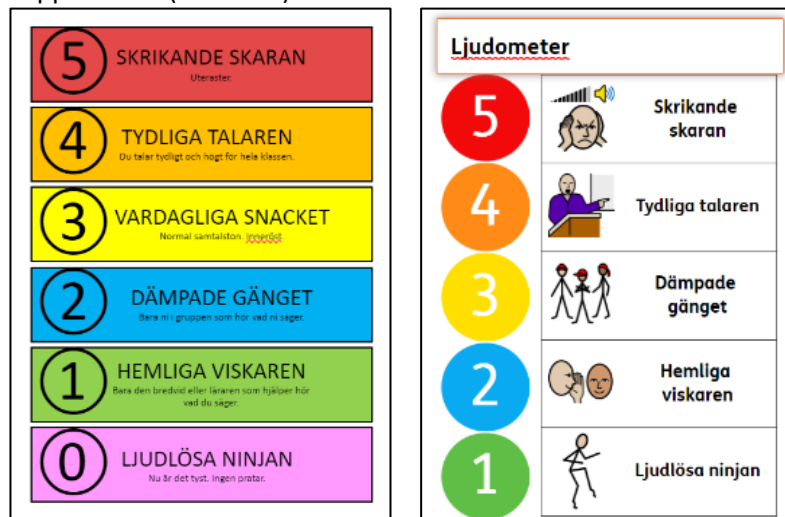 5
SKRIKANDE SKARAN
Uteröster.
4
TYDLIGA TALAREN
Du talar tydligt och högt för hela klassen.
3
VARDAGLIGA SNACKET
Normal samtalston. Inneröst.
2
DÄMPADE GÄNGET
Bara ni i gruppen som hör vad ni säger.
1
HEMLIGA VISKAREN
Bara den bredvid eller läraren som hjälper hör
vad du säger.
0
LJUDLÖSA NINJAN
Nu är det tyst. Ingen pratar.
Ljudometer
5
Skrikande
skaran
4
Tydliga talaren
3
Dämpade
gänget
2
Hemliga
viskaren
1
Ljudlösa ninjan